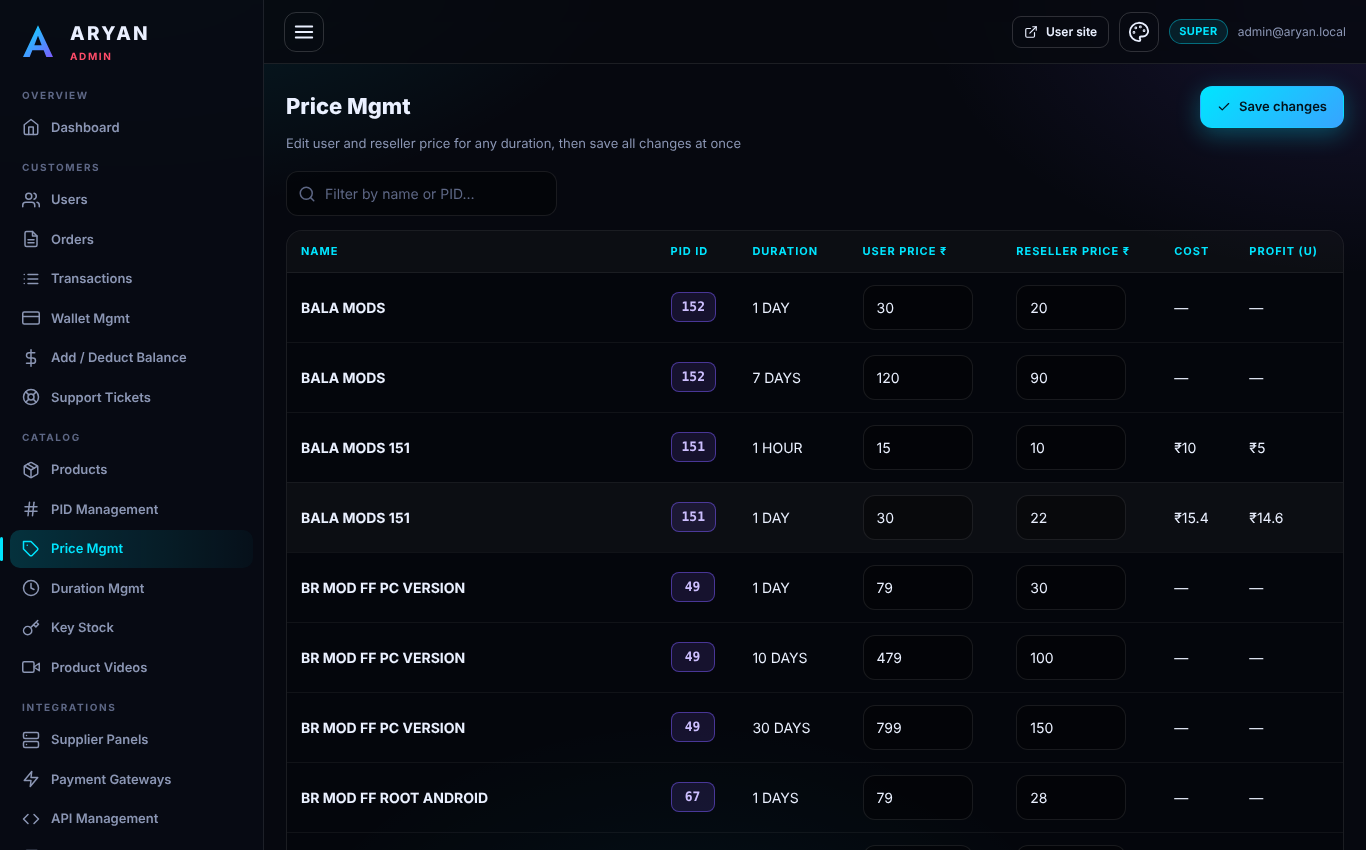 ARYAN
ADMIN
User site
SUPER
admin@aryan.local
OVERVIEW
Dashboard
CUSTOMERS
Users
Orders
Transactions
Wallet Mgmt
Add / Deduct Balance
Support Tickets
CATALOG
Products
PID Management
Price Mgmt
Duration Mgmt
Key Stock
Product Videos
INTEGRATIONS
Supplier Panels
Payment Gateways
API Management
Price Mgmt
Save changes
Edit user and reseller price for any duration, then save all changes at once
Filter by name or PID...
NAME PID ID DURATION USER PRICE ₹ RESELLER PRICE ₹ COST PROFIT (U)
BALA MODS 152 1 DAY 30 20 — —
BALA MODS 152 7 DAYS 120 90 — —
BALA MODS 151 151 1 HOUR 15 10 ₹10 ₹5
BALA MODS 151 151 1 DAY 30 22 ₹15.4 ₹14.6
BR MOD FF PC VERSION 49 1 DAY 79 30 — —
BR MOD FF PC VERSION 49 10 DAYS 479 100 — —
BR MOD FF PC VERSION 49 30 DAYS 799 150 — —
BR MOD FF ROOT ANDROID 67 1 DAYS 79 28 — —